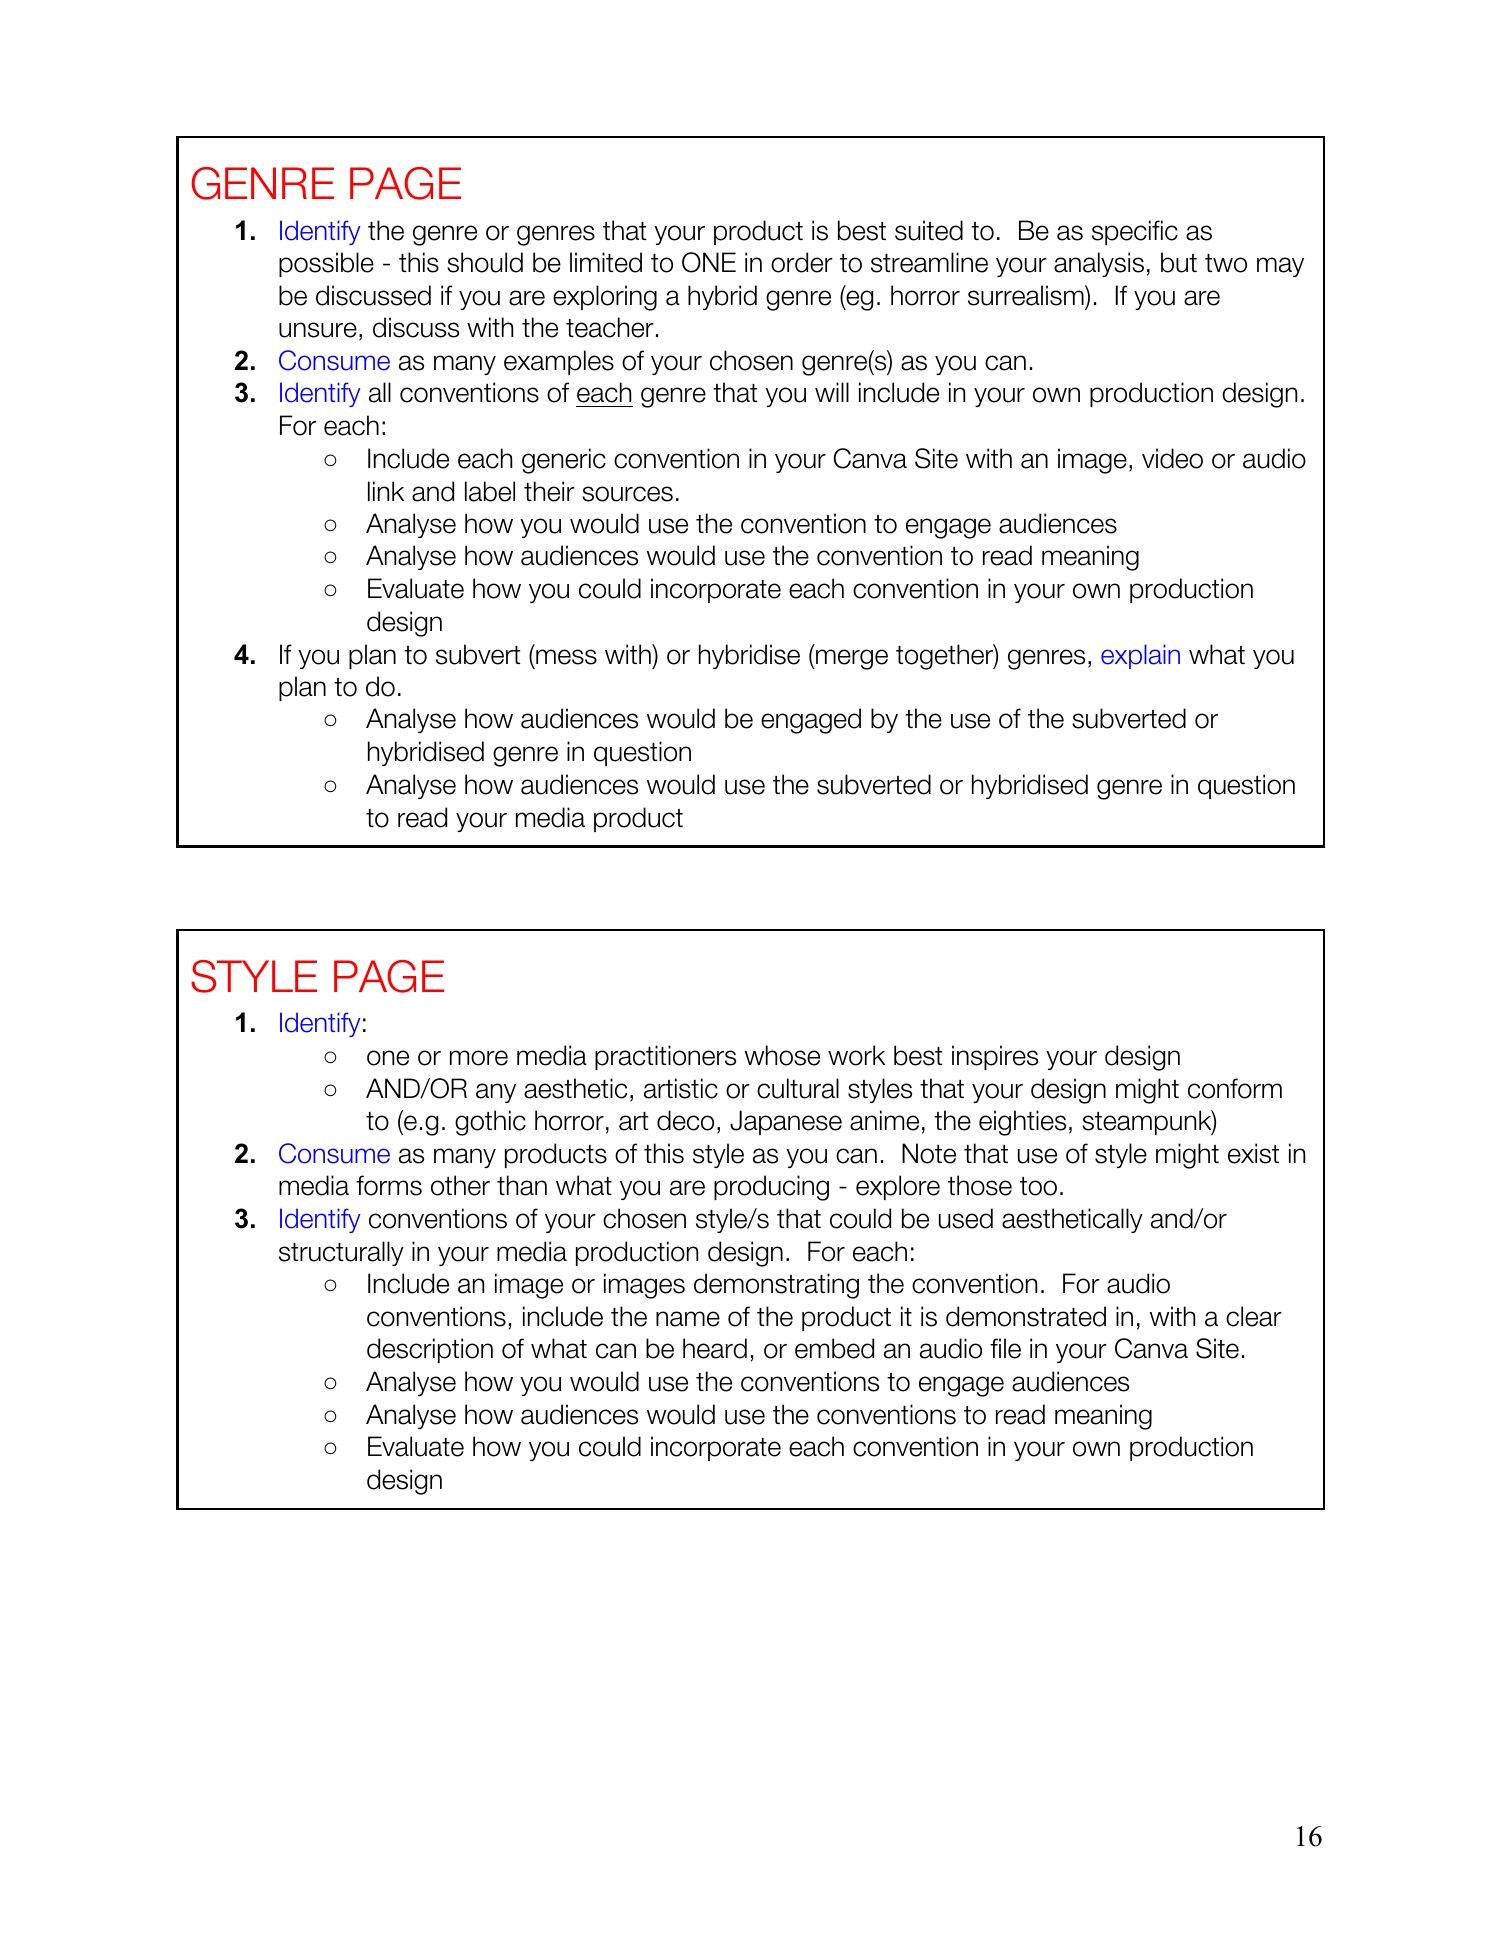 GENRE PAGE
1. Identify the genre or genres that your product is best suited to.  Be as specific as
possible - this should be limited to ONE in order to streamline your analysis, but two may
be discussed if you are exploring a hybrid genre (eg. horror surrealism).  If you are
unsure, discuss with the teacher.
2. Consume as many examples of your chosen genre(s) as you can.
3. Identify all conventions of each genre that you will include in your own production design.
For each:
○ Include each generic convention in your Canva Site with an image, video or audio
link and label their sources.
○ Analyse how you would use the convention to engage audiences
○ Analyse how audiences would use the convention to read meaning
○ Evaluate how you could incorporate each convention in your own production
design
4. If you plan to subvert (mess with) or hybridise (merge together) genres, explain what you
plan to do.
○ Analyse how audiences would be engaged by the use of the subverted or
hybridised genre in question
○ Analyse how audiences would use the subverted or hybridised genre in question
to read your media product
STYLE PAGE
1. Identify:
○ one or more media practitioners whose work best inspires your design
○ AND/OR any aesthetic, artistic or cultural styles that your design might conform
to (e.g. gothic horror, art deco, Japanese anime, the eighties, steampunk)
2. Consume as many products of this style as you can.  Note that use of style might exist in
media forms other than what you are producing - explore those too.
3. Identify conventions of your chosen style/s that could be used aesthetically and/or
structurally in your media production design.  For each:
○ Include an image or images demonstrating the convention.  For audio
conventions, include the name of the product it is demonstrated in, with a clear
description of what can be heard, or embed an audio file in your Canva Site.
○ Analyse how you would use the conventions to engage audiences
○ Analyse how audiences would use the conventions to read meaning
○ Evaluate how you could incorporate each convention in your own production
design
16